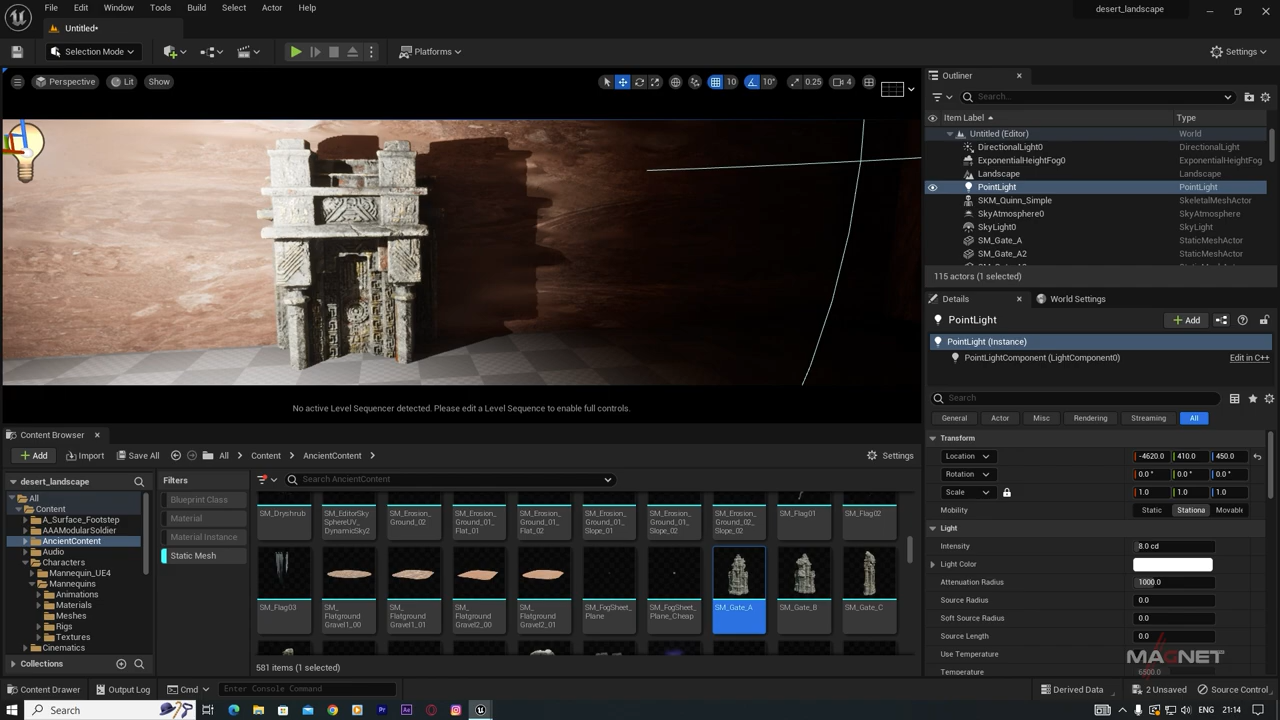 File Edit Window Tools Build Select Actor Help
desert_landscape
Untitled*
Selection Mode
Platforms
Settings
Perspective Lit Show
10 10° 0.25 4
No active Level Sequencer detected. Please edit a Level Sequence to enable full controls.
Outliner
Search...
Item Label Type
Untitled (Editor) World
DirectionalLight0 DirectionalLight
ExponentialHeightFog0 ExponentialHeightFog
Landscape Landscape
PointLight PointLight
SKM_Quinn_Simple SkeletalMeshActor
SkyAtmosphere0 SkyAtmosphere
SkyLight0 SkyLight
SM_Gate_A StaticMeshActor
SM_Gate_A2 StaticMeshActor
115 actors (1 selected)
Details World Settings
PointLight
Add
PointLight (Instance)
PointLightComponent (LightComponent0) Edit in C++
Search
General Actor Misc Rendering Streaming All
Transform
Location -4620.0 410.0 450.0
Rotation 0.0 ° 0.0 ° 0.0 °
Scale 1.0 1.0 1.0
Mobility Static Stationa Movable
Light
Intensity 8.0 cd
Light Color
Attenuation Radius 1000.0
Source Radius 0.0
Soft Source Radius 0.0
Source Length 0.0
Use Temperature
Temperature 6500.0
MAGNET
Content Browser
Add Import Save All All Content AncientContent Settings
desert_landscape
All
Content
A_Surface_Footstep
AAAModularSoldier
AncientContent
Audio
Characters
Mannequin_UE4
Mannequins
Animations
Materials
Meshes
Rigs
Textures
Cinematics
Collections
Filters
Blueprint Class
Material
Material Instance
Static Mesh
Search AncientContent
SM_Dryshrub SM_EditorSky SM_Erosion_ SM_Erosion_ SM_Erosion_ SM_Erosion_ SM_Erosion_ SM_Erosion_ SM_Flag01 SM_Flag02
SphereUV_ Ground_02 Ground_01_ Ground_01_ Ground_01_ Ground_01_ Ground_02_
DynamicSky2 Flat_01 Flat_02 Slope_01 Slope_02 Slope_02
SM_Flag03 SM_ SM_ SM_ SM_ SM_FogSheet_ SM_FogSheet_ SM_Gate_A SM_Gate_B SM_Gate_C
Flatground Flatground Flatground Flatground Plane Plane_Cheap
Gravel1_00 Gravel1_01 Gravel2_00 Gravel2_01
581 items (1 selected)
Content Drawer Output Log Cmd Enter Console Command Derived Data 2 Unsaved Source Control
Search
Pr Ae
ENG 21:14